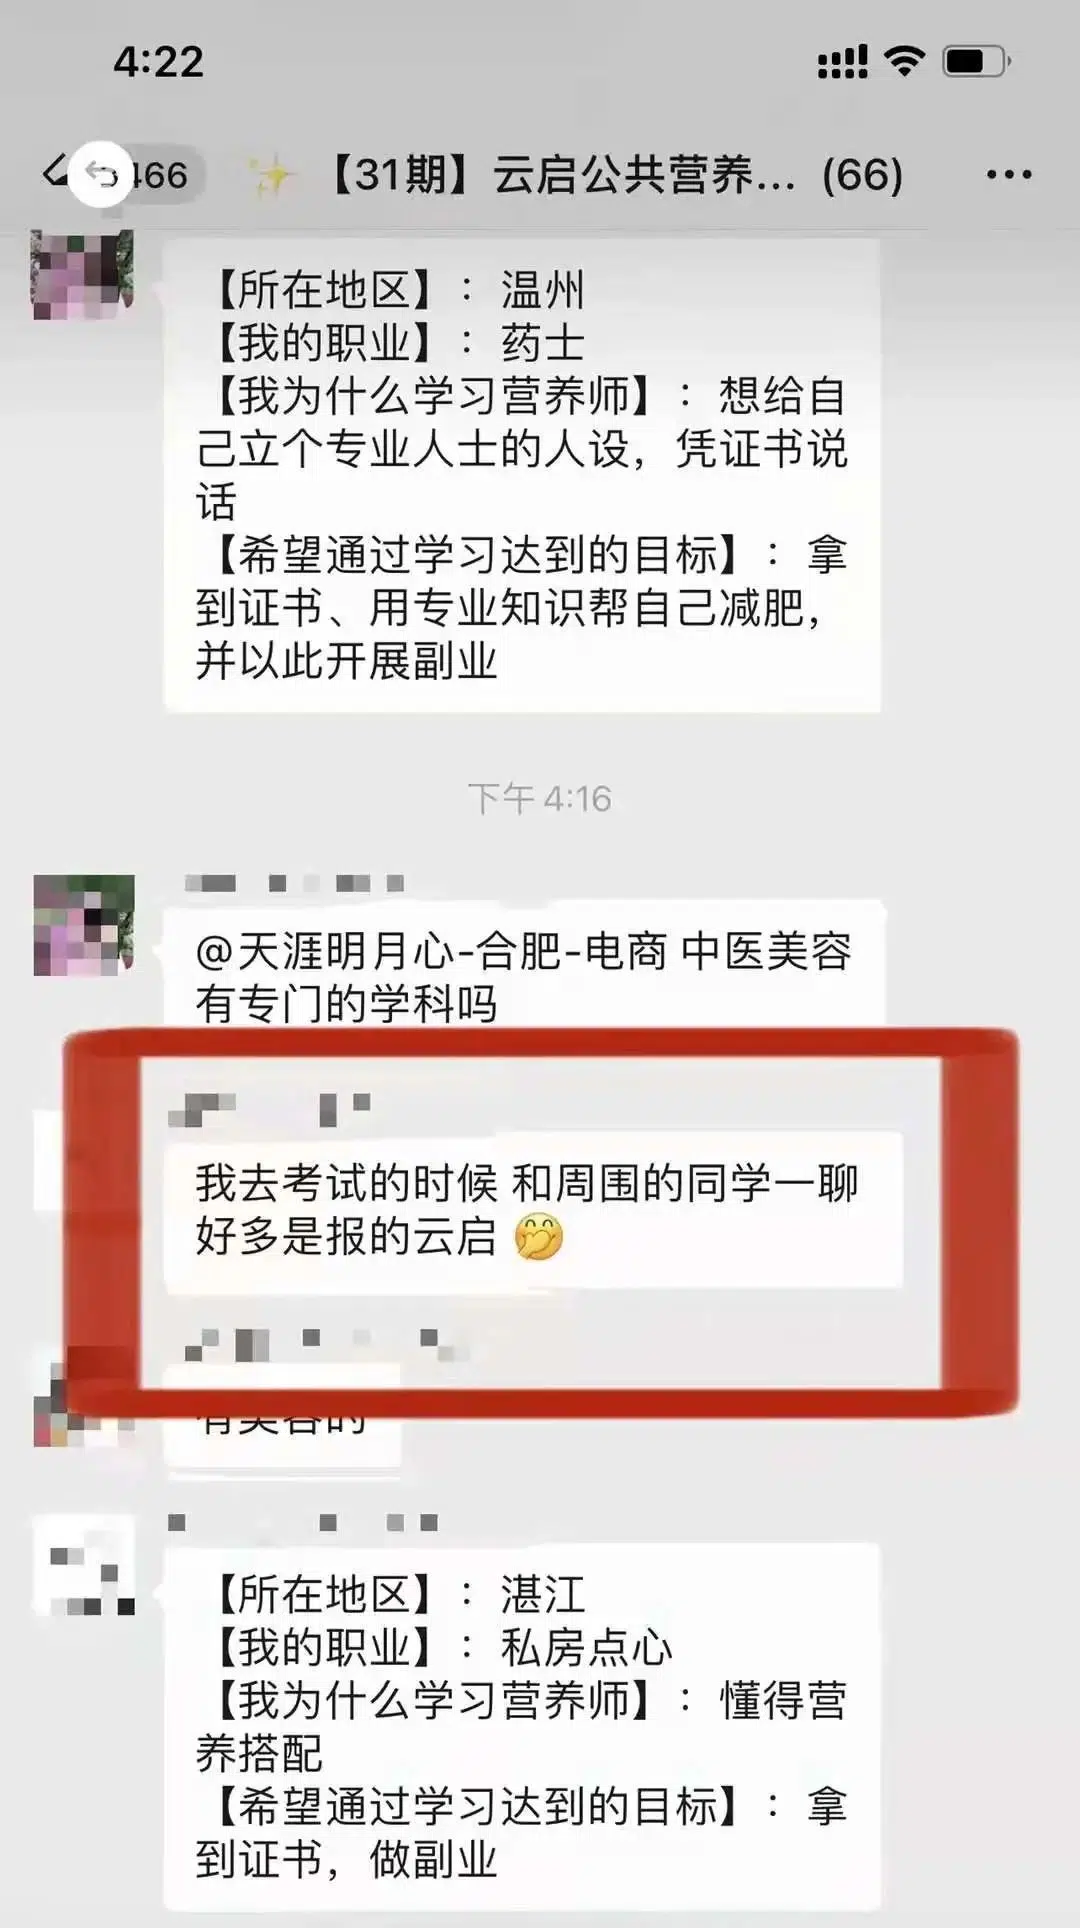 4:22
466
✨【31期】云启公共营养... (66)
【所在地区】：温州
【我的职业】：药士
【我为什么学习营养师】：想给自
己立个专业人士的人设，凭证书说
话
【希望通过学习达到的目标】：拿
到证书、用专业知识帮自己减肥，
并以此开展副业
下午 4:16
@天涯明月心-合肥-电商 中医美容
有专门的学科吗
我去考试的时候 和周围的同学一聊
好多是报的云启 🤭
有美容的
【所在地区】：湛江
【我的职业】：私房点心
【我为什么学习营养师】：懂得营
养搭配
【希望通过学习达到的目标】：拿
到证书，做副业